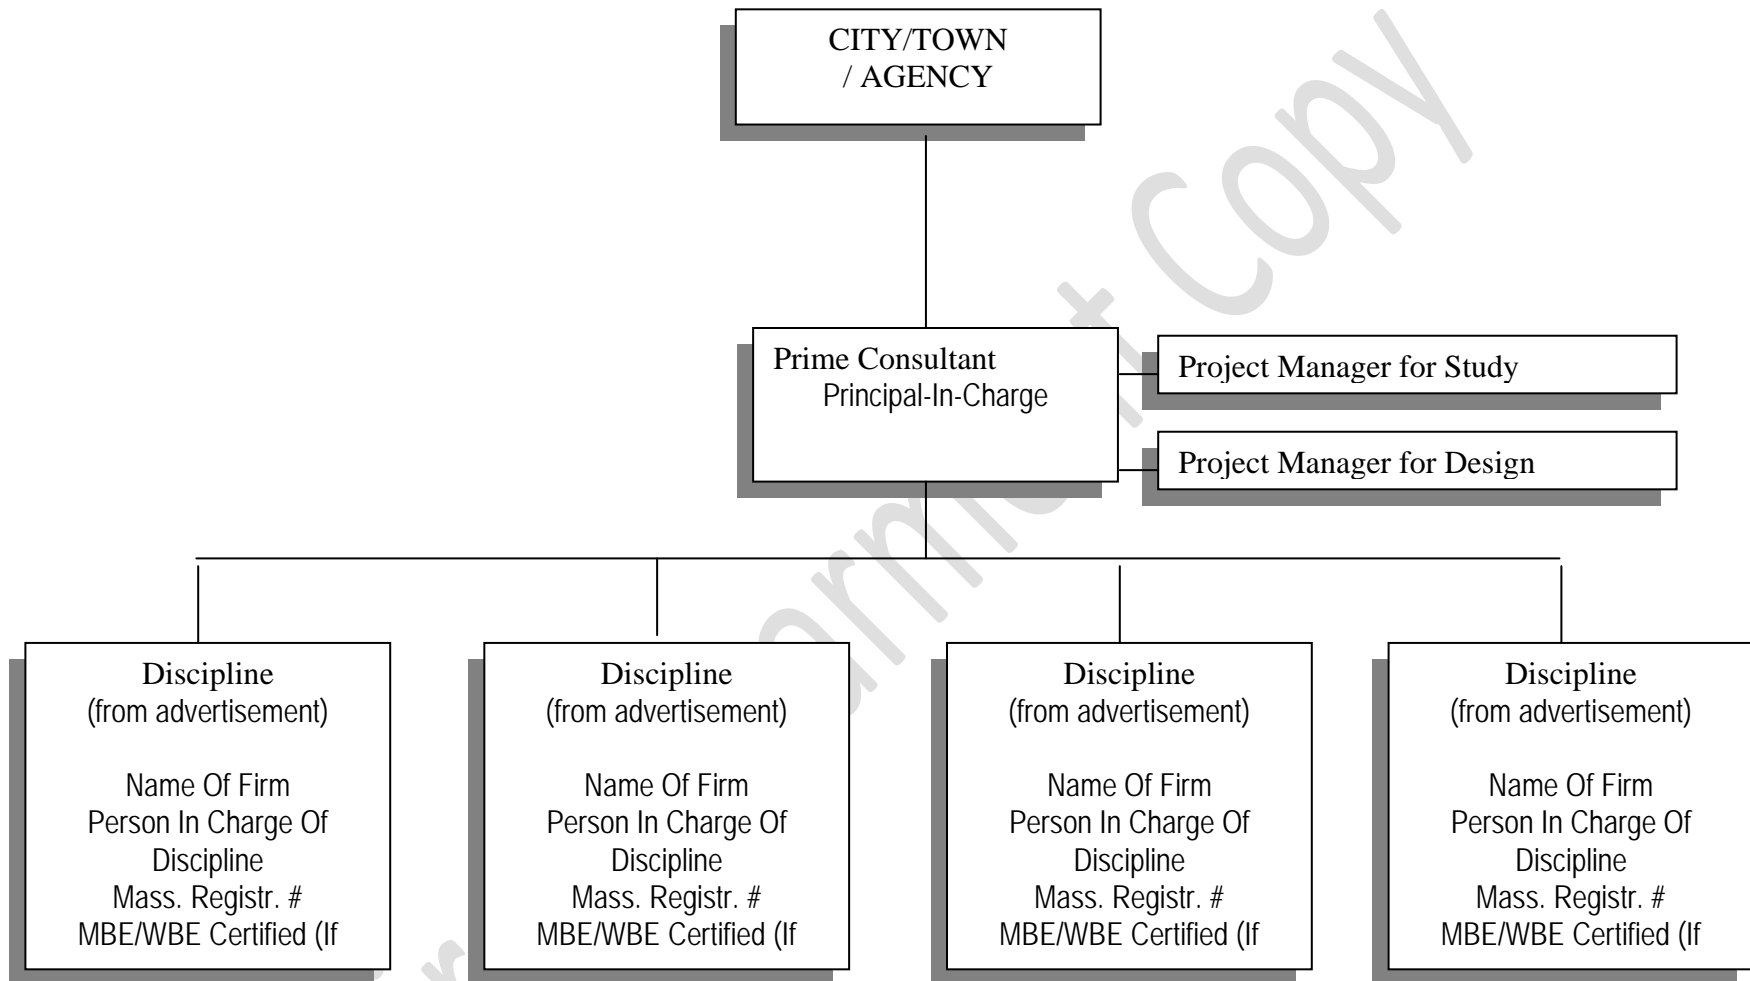 CITY/TOWN
/ AGENCY
Prime Consultant
Principal-In-Charge
Project Manager for Study
Project Manager for Design
Discipline
(from advertisement)
Name Of Firm
Person In Charge Of
Discipline
Mass. Registr. #
MBE/WBE Certified (If
Discipline
(from advertisement)
Name Of Firm
Person In Charge Of
Discipline
Mass. Registr. #
MBE/WBE Certified (If
Discipline
(from advertisement)
Name Of Firm
Person In Charge Of
Discipline
Mass. Registr. #
MBE/WBE Certified (If
Discipline
(from advertisement)
Name Of Firm
Person In Charge Of
Discipline
Mass. Registr. #
MBE/WBE Certified (If
Copy